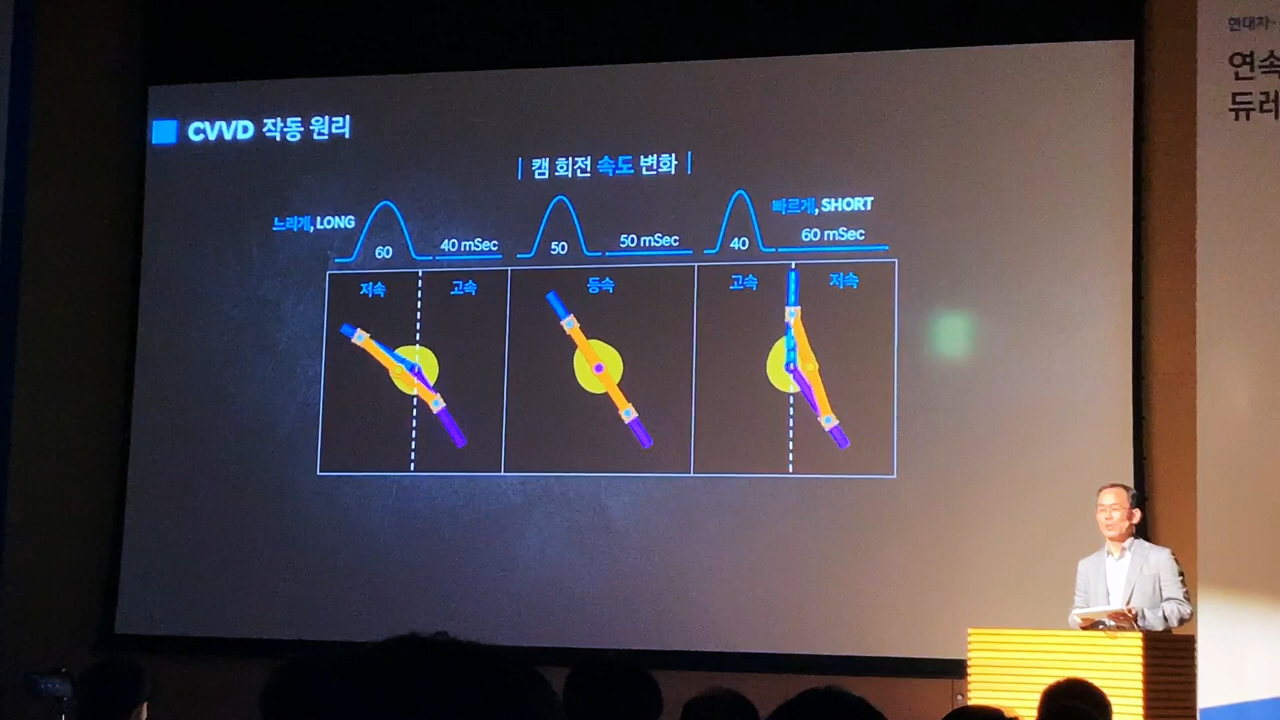 CVVD 작동 원리
| 캠 회전 속도 변화 |
느리게, LONG
60
40 mSec
50
50 mSec
40
빠르게, SHORT
60 mSec
저속
고속
등속
고속
저속
현대차·
연속
듀레